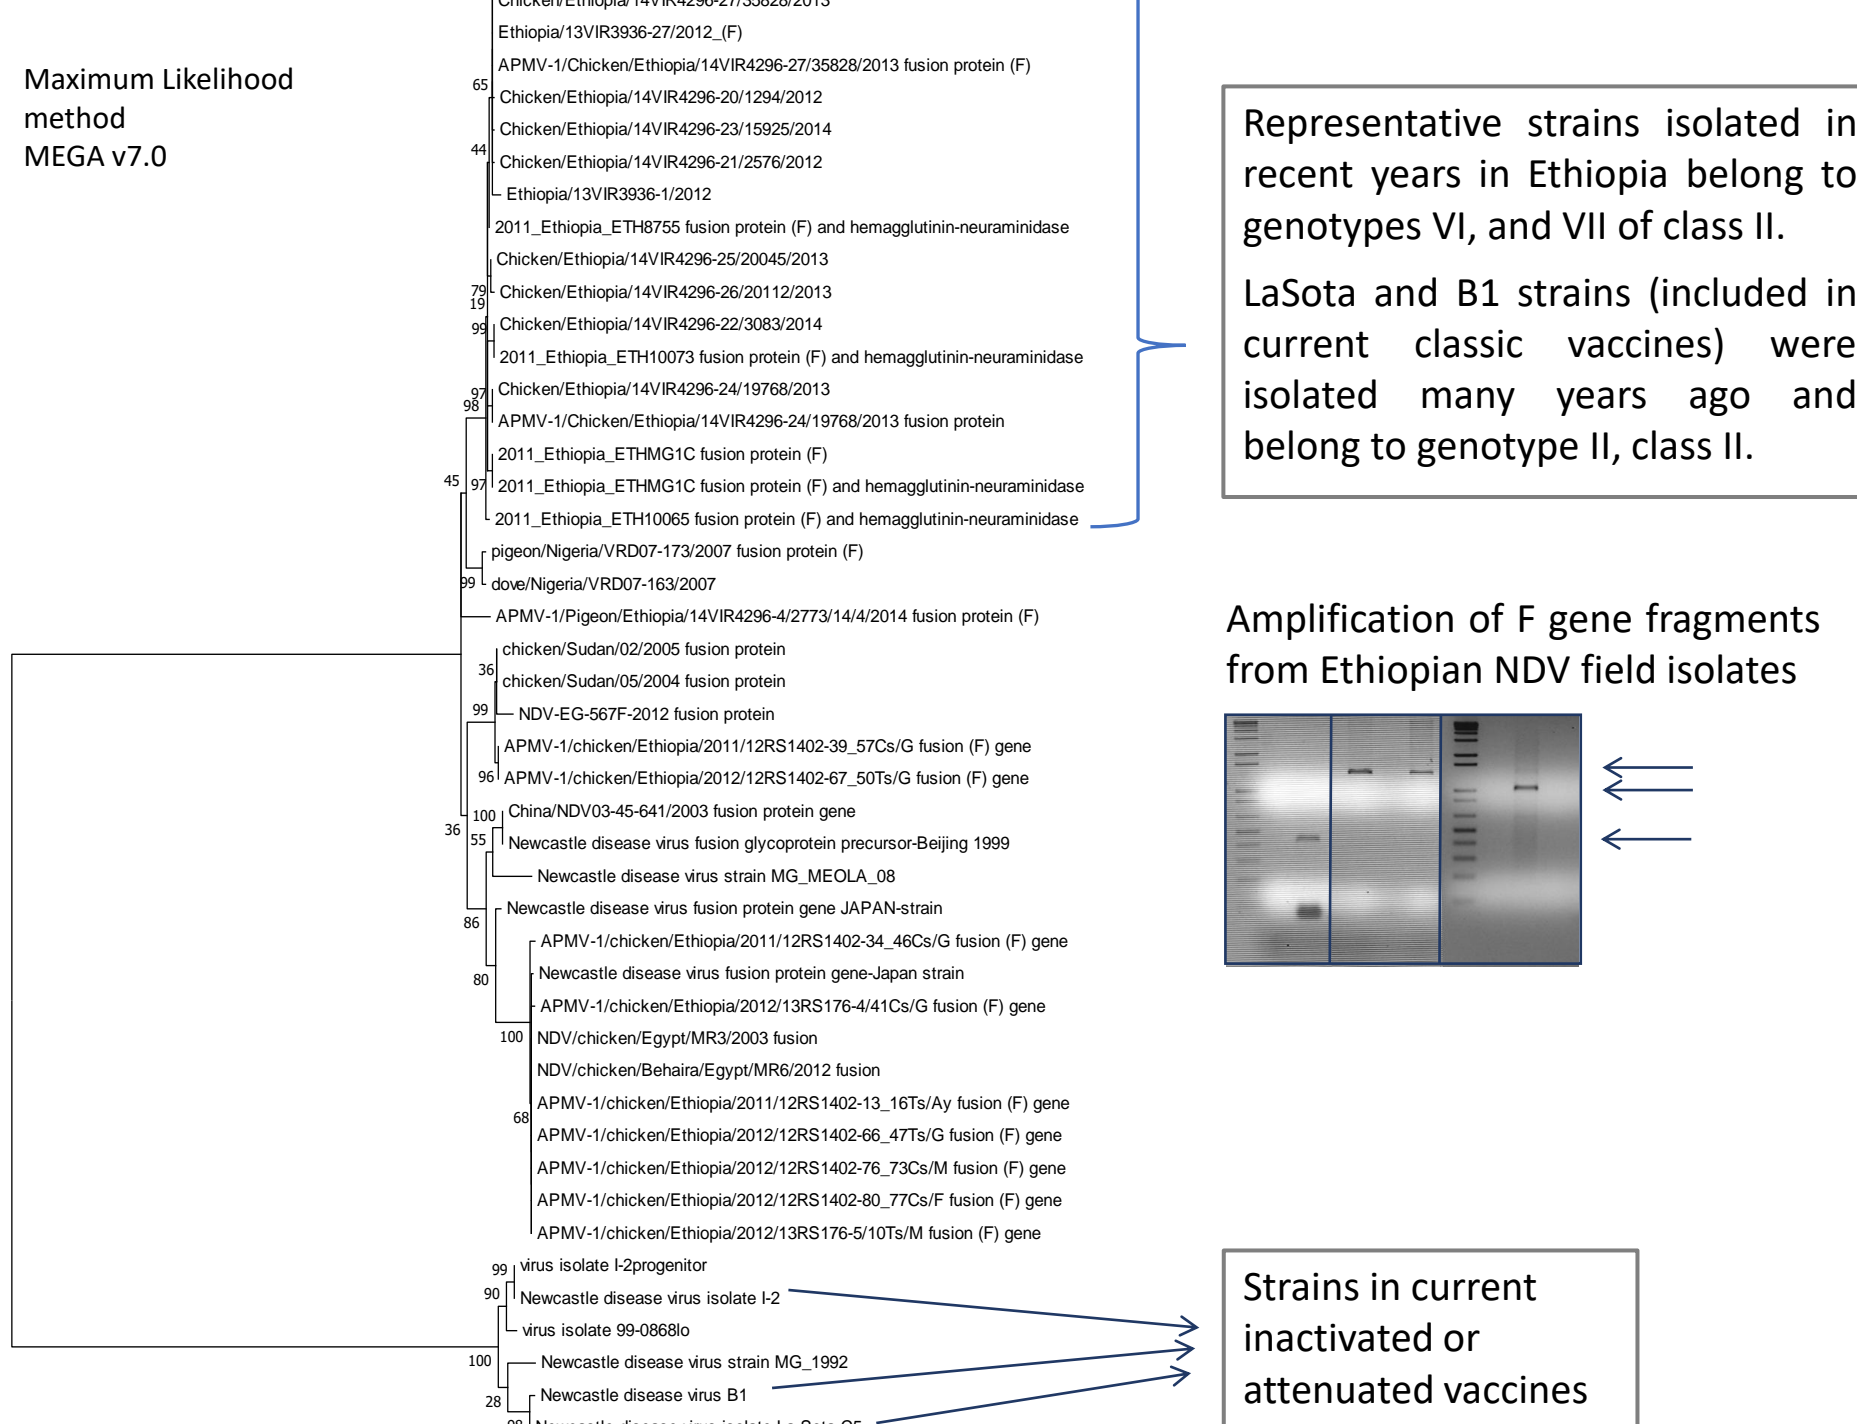 Maximum Likelihood
method
MEGA v7.0
Chicken/Ethiopia/14VIR4296-27/35828/2013
Ethiopia/13VIR3936-27/2012_(F)
APMV-1/Chicken/Ethiopia/14VIR4296-27/35828/2013 fusion protein (F)
65
Chicken/Ethiopia/14VIR4296-20/1294/2012
Chicken/Ethiopia/14VIR4296-23/15925/2014
44
Chicken/Ethiopia/14VIR4296-21/2576/2012
Ethiopia/13VIR3936-1/2012
2011_Ethiopia_ETH8755 fusion protein (F) and hemagglutinin-neuraminidase
Chicken/Ethiopia/14VIR4296-25/20045/2013
79
Chicken/Ethiopia/14VIR4296-26/20112/2013
19
99
Chicken/Ethiopia/14VIR4296-22/3083/2014
2011_Ethiopia_ETH10073 fusion protein (F) and hemagglutinin-neuraminidase
97
Chicken/Ethiopia/14VIR4296-24/19768/2013
98
APMV-1/Chicken/Ethiopia/14VIR4296-24/19768/2013 fusion protein
2011_Ethiopia_ETHMG1C fusion protein (F)
45
97
2011_Ethiopia_ETHMG1C fusion protein (F) and hemagglutinin-neuraminidase
2011_Ethiopia_ETH10065 fusion protein (F) and hemagglutinin-neuraminidase
pigeon/Nigeria/VRD07-173/2007 fusion protein (F)
99
dove/Nigeria/VRD07-163/2007
APMV-1/Pigeon/Ethiopia/14VIR4296-4/2773/14/4/2014 fusion protein (F)
chicken/Sudan/02/2005 fusion protein
36
chicken/Sudan/05/2004 fusion protein
99
NDV-EG-567F-2012 fusion protein
APMV-1/chicken/Ethiopia/2011/12RS1402-39_57Cs/G fusion (F) gene
96
APMV-1/chicken/Ethiopia/2012/12RS1402-67_50Ts/G fusion (F) gene
100
China/NDV03-45-641/2003 fusion protein gene
36
55
Newcastle disease virus fusion glycoprotein precursor-Beijing 1999
Newcastle disease virus strain MG_MEOLA_08
Newcastle disease virus fusion protein gene JAPAN-strain
86
APMV-1/chicken/Ethiopia/2011/12RS1402-34_46Cs/G fusion (F) gene
Newcastle disease virus fusion protein gene-Japan strain
80
APMV-1/chicken/Ethiopia/2012/13RS176-4/41Cs/G fusion (F) gene
100
NDV/chicken/Egypt/MR3/2003 fusion
NDV/chicken/Behaira/Egypt/MR6/2012 fusion
APMV-1/chicken/Ethiopia/2011/12RS1402-13_16Ts/Ay fusion (F) gene
68
APMV-1/chicken/Ethiopia/2012/12RS1402-66_47Ts/G fusion (F) gene
APMV-1/chicken/Ethiopia/2012/12RS1402-76_73Cs/M fusion (F) gene
APMV-1/chicken/Ethiopia/2012/12RS1402-80_77Cs/F fusion (F) gene
APMV-1/chicken/Ethiopia/2012/13RS176-5/10Ts/M fusion (F) gene
99
virus isolate I-2progenitor
90
Newcastle disease virus isolate I-2
virus isolate 99-0868lo
100
Newcastle disease virus strain MG_1992
28
Newcastle disease virus B1
98
Newcastle disease virus isolate La Sota C5
Representative strains isolated in
recent years in Ethiopia belong to
genotypes VI, and VII of class II.
LaSota and B1 strains (included in
current classic vaccines) were
isolated many years ago and
belong to genotype II, class II.
Amplification of F gene fragments
from Ethiopian NDV field isolates
Strains in current
inactivated or
attenuated vaccines